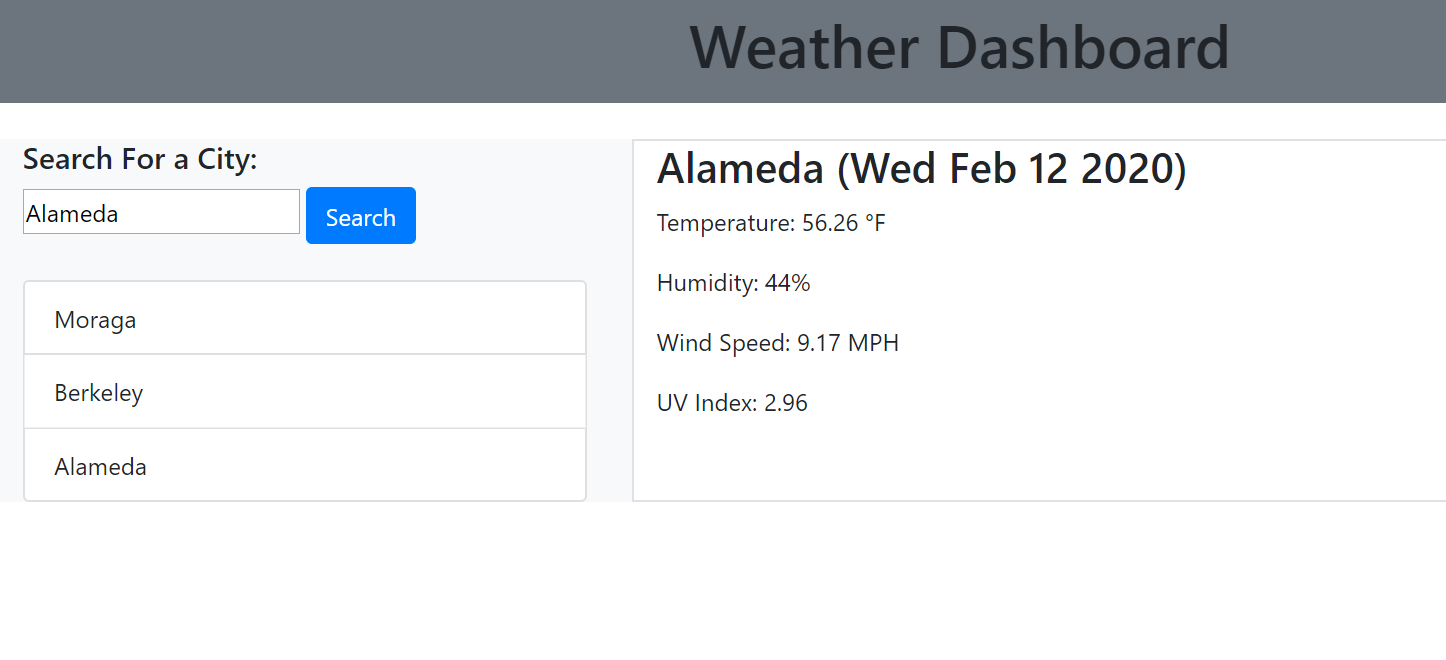 Weather Dashboard
Search For a City:
Alameda
Search
Moraga
Berkeley
Alameda
Alameda (Wed Feb 12 2020)
Temperature: 56.26 °F
Humidity: 44%
Wind Speed: 9.17 MPH
UV Index: 2.96